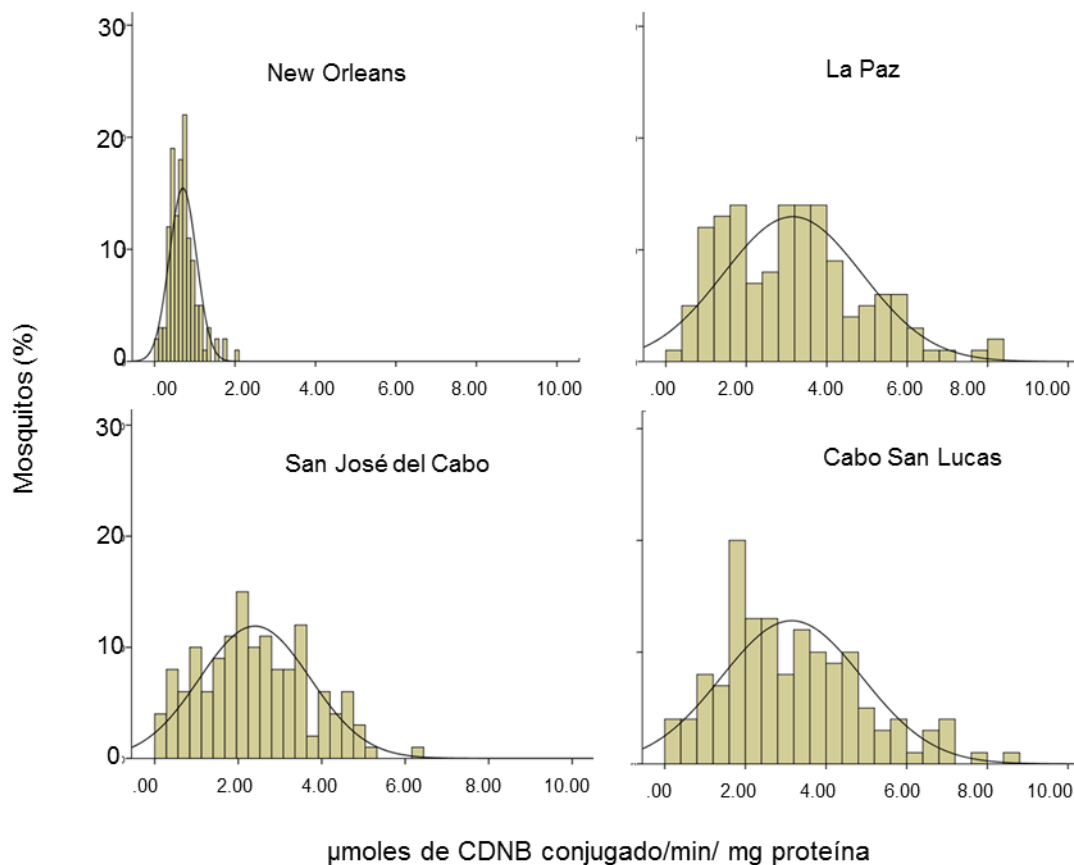 Mosquitos (%)
New Orleans
30
20
10
0
.00 2.00 4.00 6.00 8.00 10.00
La Paz
.00 2.00 4.00 6.00 8.00 10.00
San José del Cabo
30
20
10
0
.00 2.00 4.00 6.00 8.00 10.00
Cabo San Lucas
.00 2.00 4.00 6.00 8.00 10.00
µmoles de CDNB conjugado/min/ mg proteína